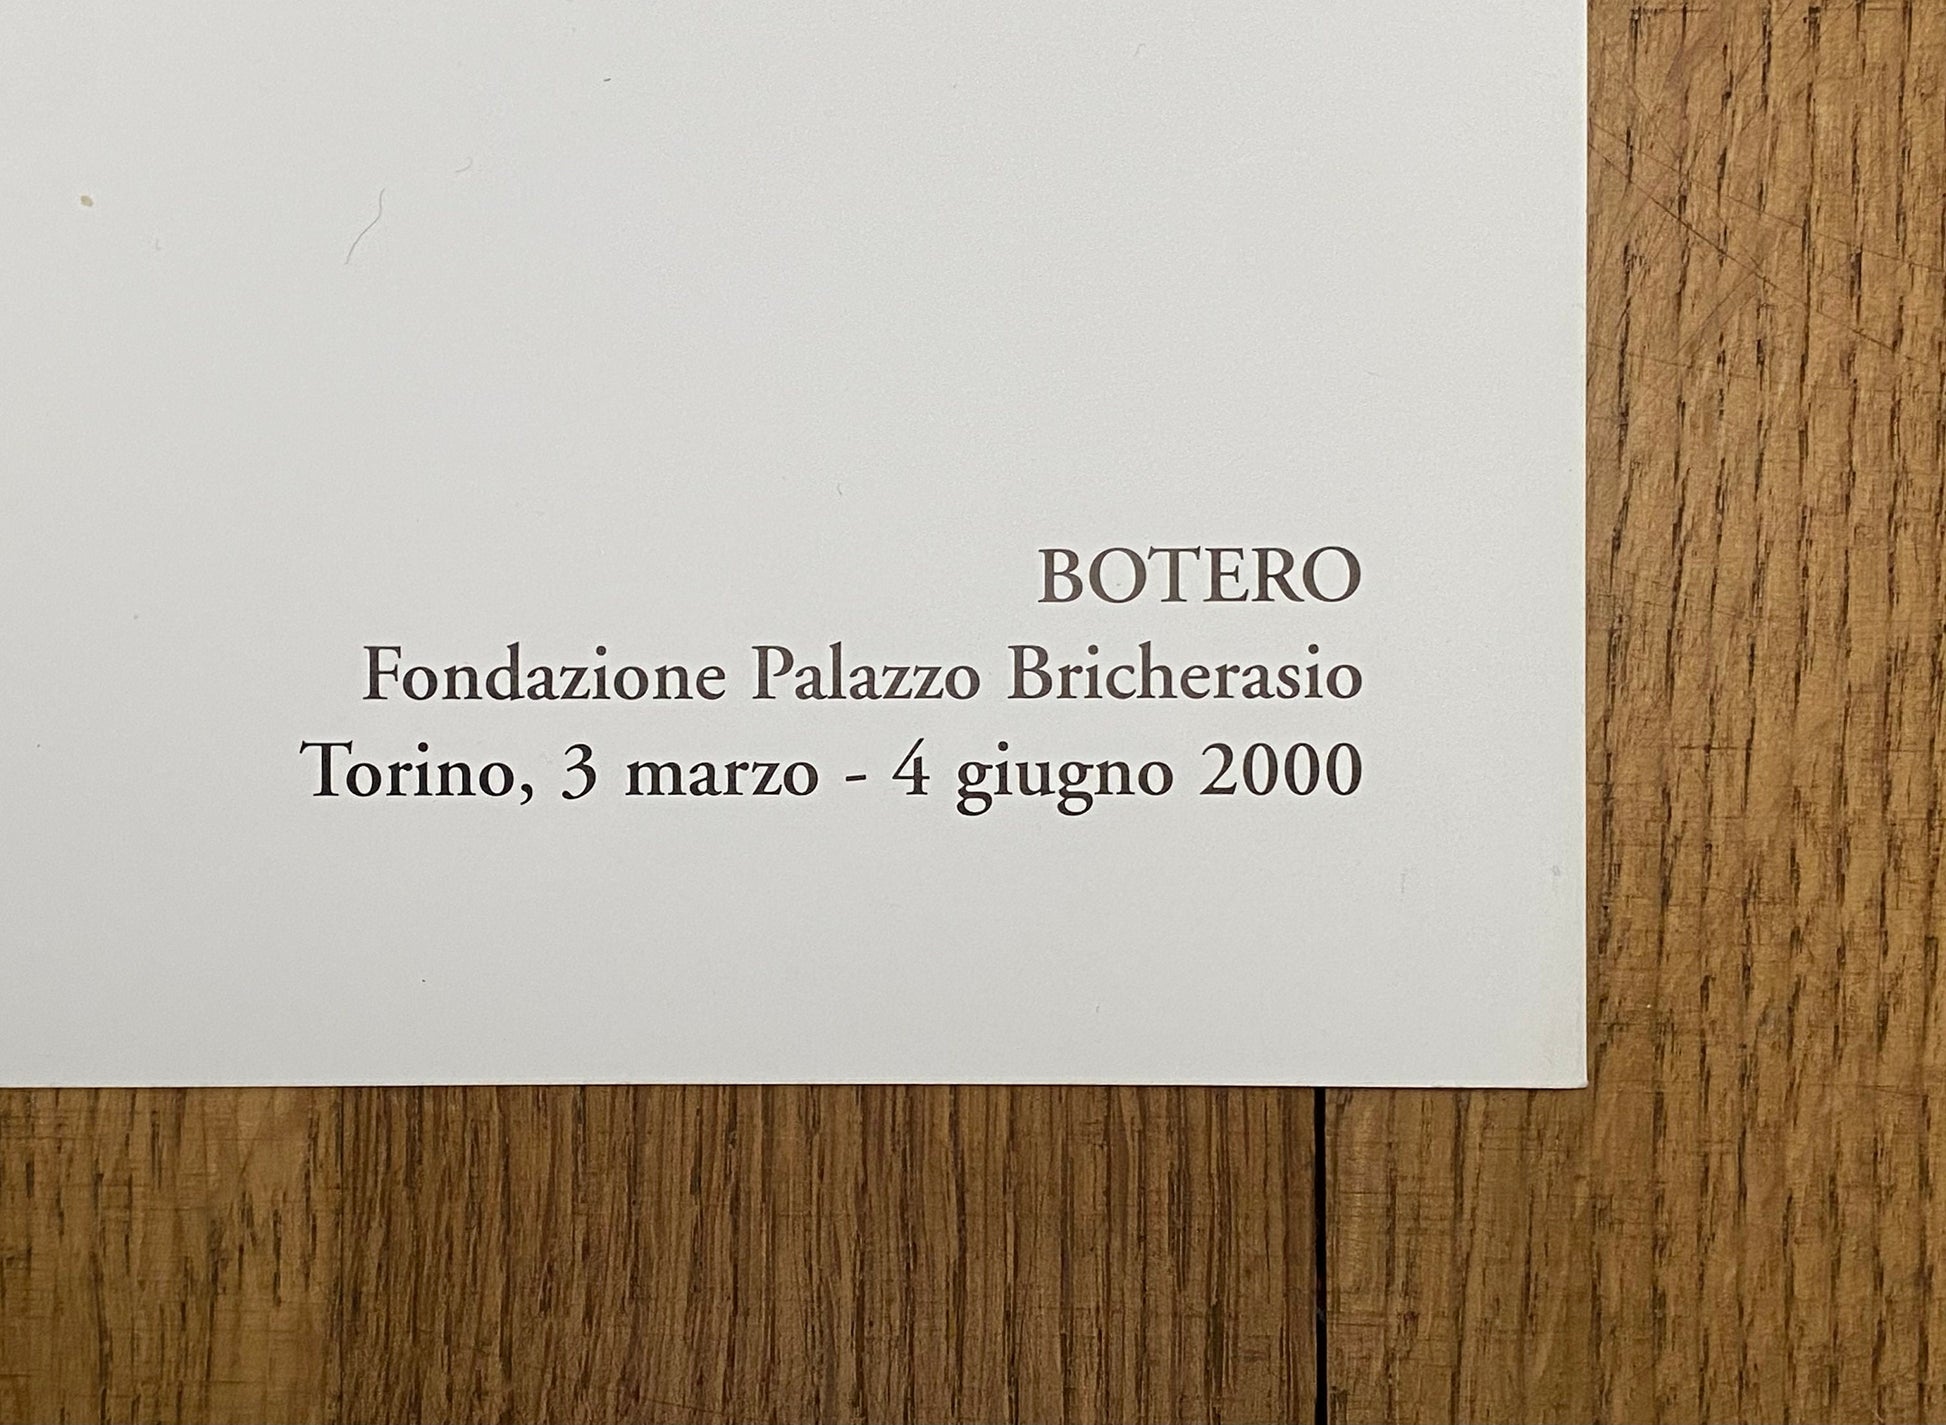 BOTERO
Fondazione Palazzo Bricherasio
Torino, 3 marzo - 4 giugno 2000